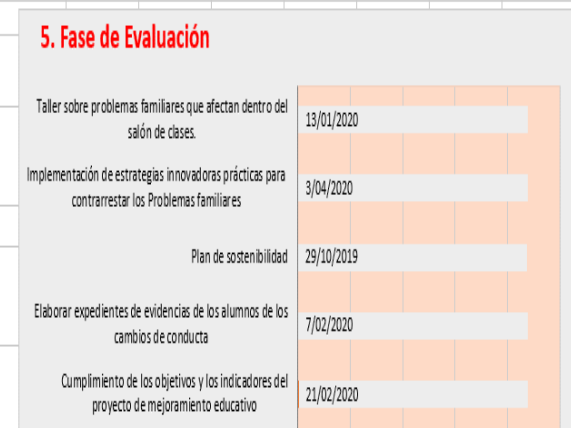 5. Fase de Evaluación
Taller sobre problemas familiares que afectan dentro del
salón de clases.
13/01/2020
Implementación de estrategias innovadoras prácticas para
contrarrestar los Problemas familiares
3/04/2020
Plan de sostenibilidad
29/10/2019
Elaborar expedientes de evidencias de los alumnos de los
cambios de conducta
7/02/2020
Cumplimiento de los objetivos y los indicadores del
proyecto de mejoramiento educativo
21/02/2020